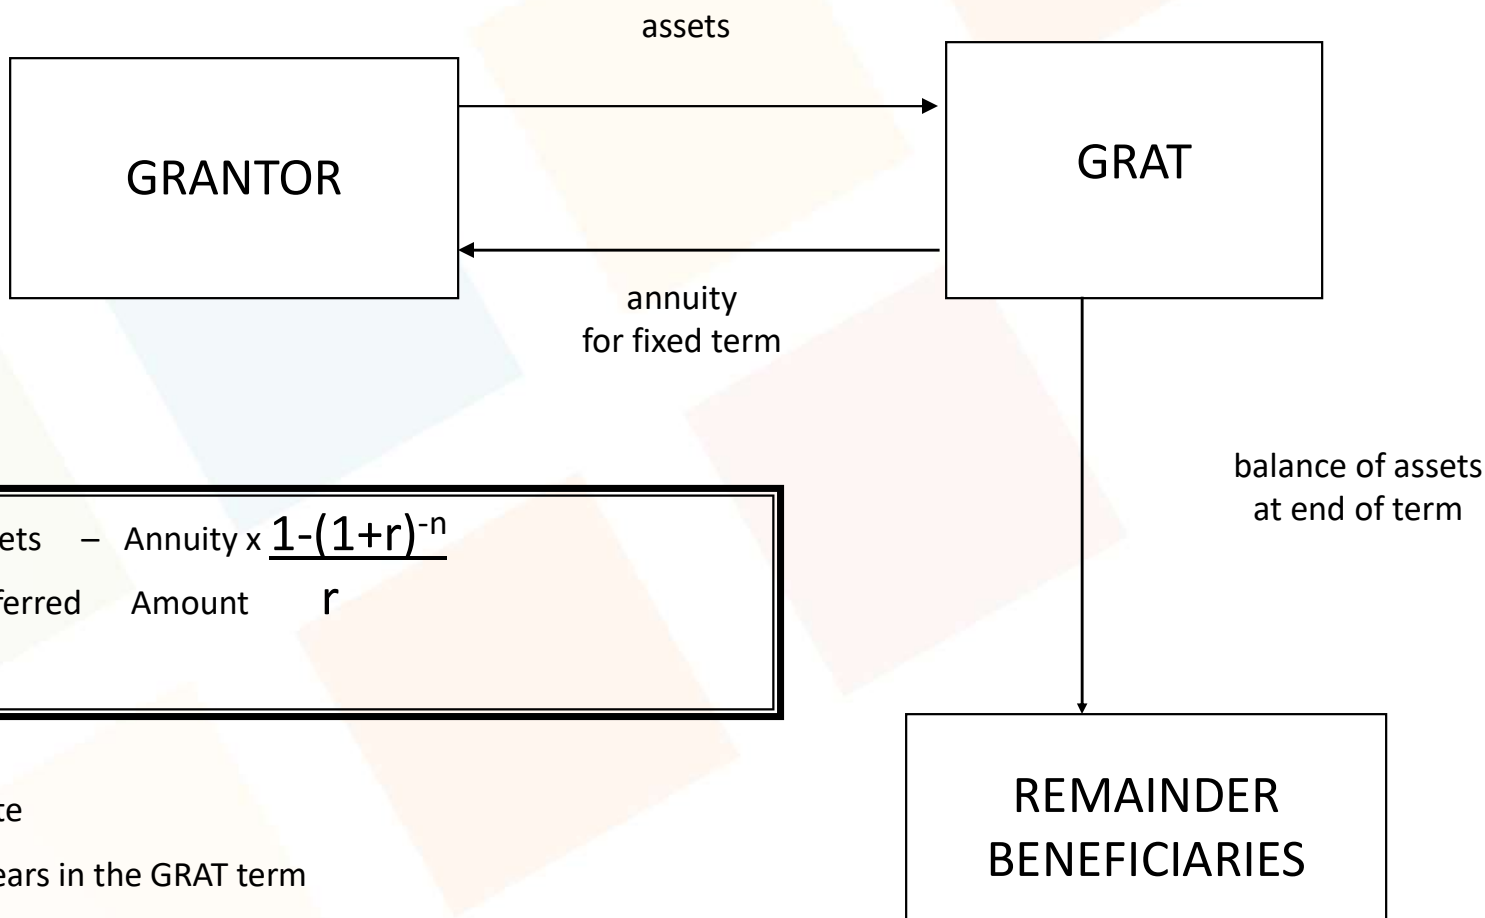 assets
GRANTOR
GRAT
annuity
for fixed term
balance of assets
at end of term
ets – Annuity x 1-(1+r)⁻ⁿ
ferred Amount r
REMAINDER
BENEFICIARIES
te
ears in the GRAT term